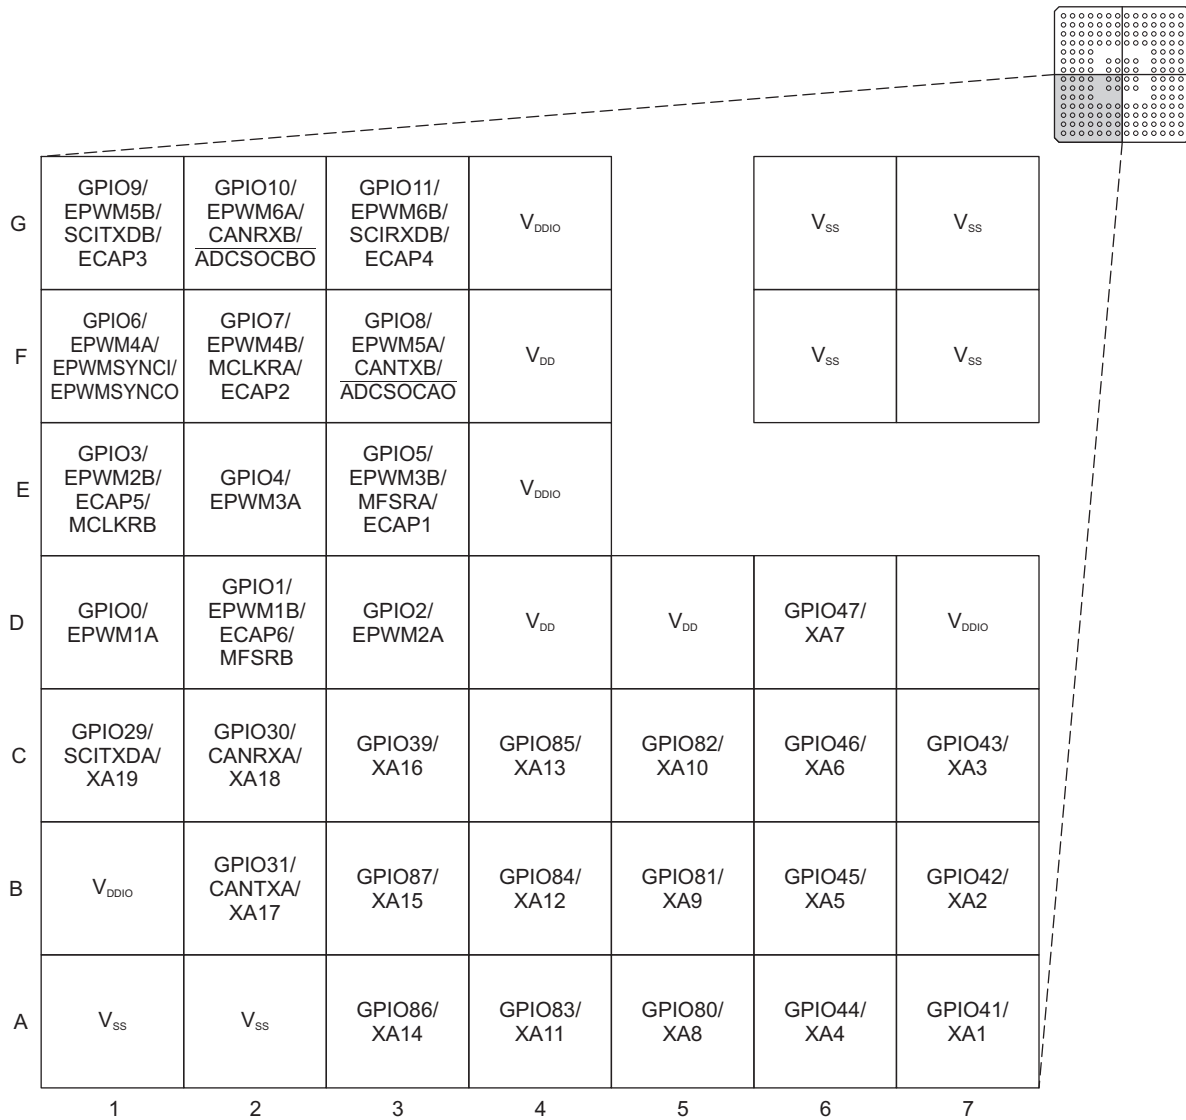 G
GPIO9/
EPWM5B/
SCITXDB/
ECAP3
GPIO10/
EPWM6A/
CANRXB/
ADCSOCBO
GPIO11/
EPWM6B/
SCIRXDB/
ECAP4
VDDIO
VSS
VSS
F
GPIO6/
EPWM4A/
EPWMSYNCI/
EPWMSYNCO
GPIO7/
EPWM4B/
MCLKRA/
ECAP2
GPIO8/
EPWM5A/
CANTXB/
ADCSOCAO
VDD
VSS
VSS
E
GPIO3/
EPWM2B/
ECAP5/
MCLKRB
GPIO4/
EPWM3A
GPIO5/
EPWM3B/
MFSRA/
ECAP1
VDDIO
D
GPIO0/
EPWM1A
GPIO1/
EPWM1B/
ECAP6/
MFSRB
GPIO2/
EPWM2A
VDD
VDD
GPIO47/
XA7
VDDIO
C
GPIO29/
SCITXDA/
XA19
GPIO30/
CANRXA/
XA18
GPIO39/
XA16
GPIO85/
XA13
GPIO82/
XA10
GPIO46/
XA6
GPIO43/
XA3
B
VDDIO
GPIO31/
CANTXA/
XA17
GPIO87/
XA15
GPIO84/
XA12
GPIO81/
XA9
GPIO45/
XA5
GPIO42/
XA2
A
VSS
VSS
GPIO86/
XA14
GPIO83/
XA11
GPIO80/
XA8
GPIO44/
XA4
GPIO41/
XA1
1 2 3 4 5 6 7